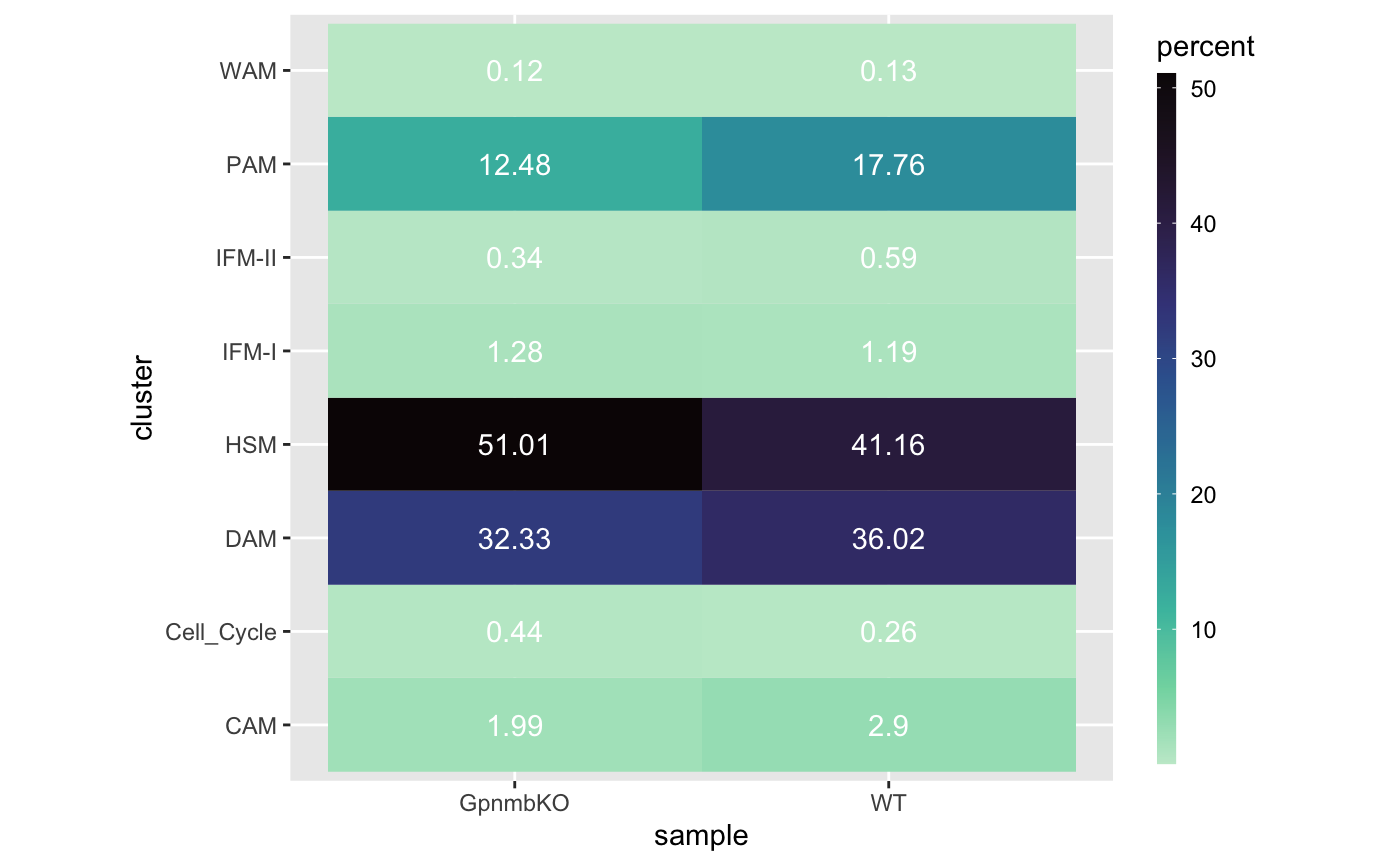 percent
50
40
30
20
10
cluster
WAM 0.12 0.13
PAM 12.48 17.76
IFM-II 0.34 0.59
IFM-I 1.28 1.19
HSM 51.01 41.16
DAM 32.33 36.02
Cell_Cycle 0.44 0.26
CAM 1.99 2.9
GpnmbKO WT
sample